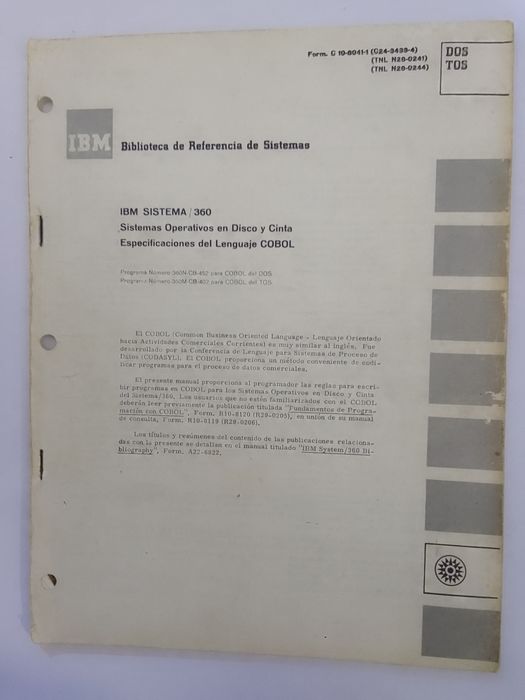 Form. C 19-6041-1 (C24-3433-4)
(TNL N28-0241)
(TNL N28-0244)
DOS
TOS
IBM
Biblioteca de Referencia de Sistemas
IBM SISTEMA / 360
Sistemas Operativos en Disco y Cinta
Especificaciones del Lenguaje COBOL
Programa Número 360N-CB-452 para COBOL del DOS
Programa Número 360M-CB-402 para COBOL del TOS
El COBOL (Common Business Oriented Language - Lenguaje Orientado
hacia Actividades Comerciales Corrientes) es muy similar al inglés. Fue
desarrollado por la Conferencia de Lenguaje para Sistemas de Proceso de
Datos (CODASYL). El COBOL proporciona un método conveniente de codi-
ficar programas para el proceso de datos comerciales.
El presente manual proporciona al programador las reglas para escri-
bir programas en COBOL para los Sistemas Operativos en Disco y Cinta
del Sistema/360. Los usuarios que no estén familiarizados con el COBOL
deberán leer previamente la publicación titulada "Fundamentos de Progra-
mación con COBOL", Form. R10-8120 (R29-0205), en unión de su manual
de consulta, Form. R10-0119 (R29-0206).
Los títulos y resúmenes del contenido de las publicaciones relaciona-
das con la presente se detallan en el manual titulado "IBM System/360 Bi-
bliography", Form. A22-6822.